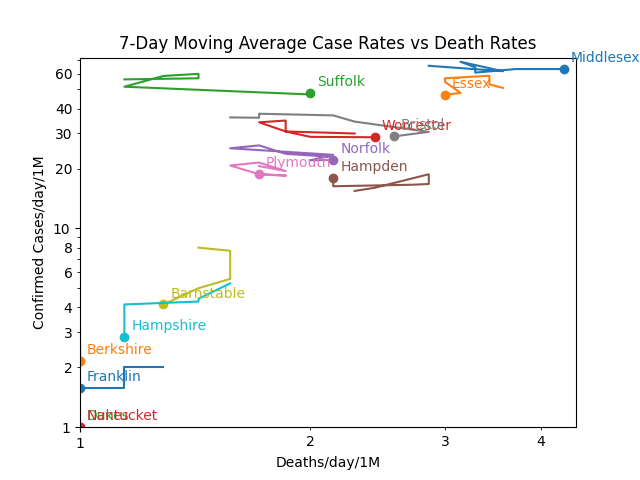 7-Day Moving Average Case Rates vs Death Rates
Middlesex
60
Suffolk
Essex
40
Worcester
Bristol
30
Norfolk
Hampden
20
Plymouth
10
8
6
Barnstable
4
Hampshire
3
Berkshire
2
Franklin
Dukes
Nantucket
1
1
2
3
4
Confirmed Cases/day/1M
Deaths/day/1M